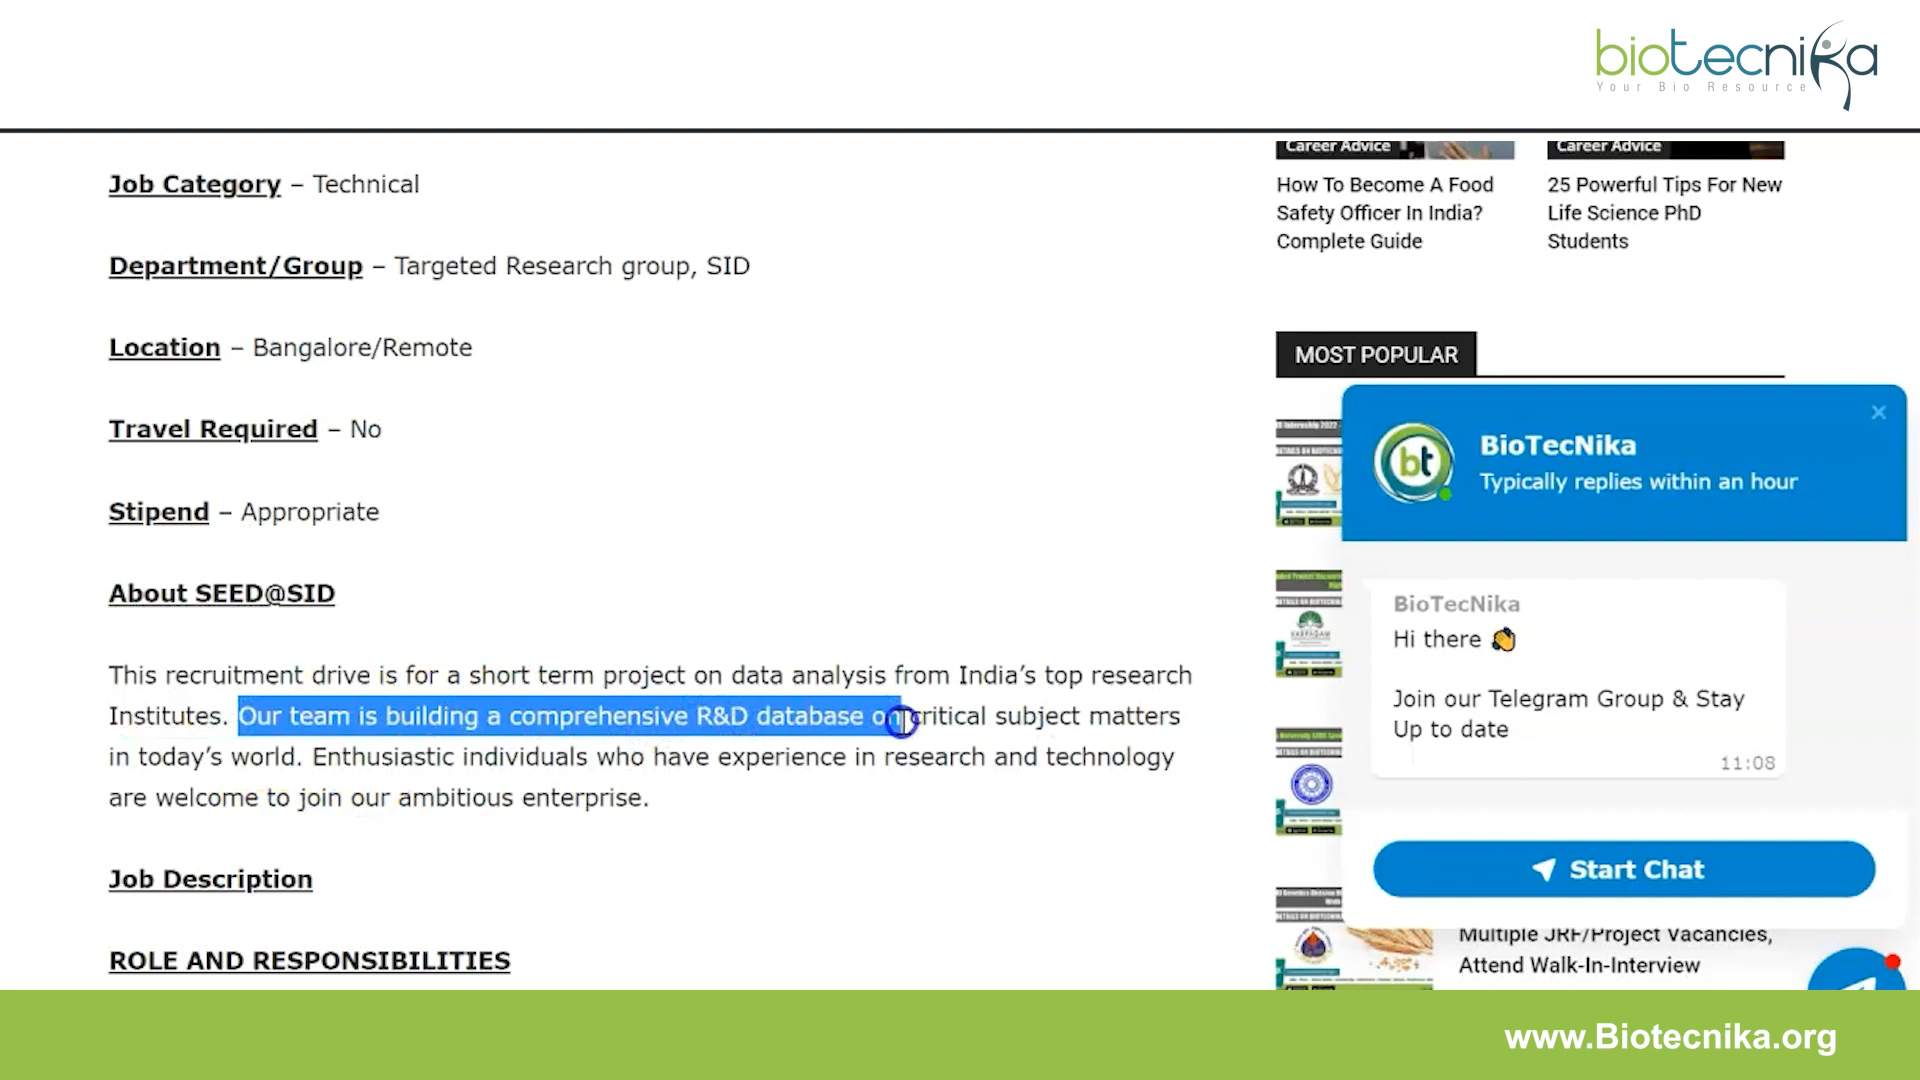 biotecnika
Your Bio Resource
Job Category – Technical
Department/Group – Targeted Research group, SID
Location – Bangalore/Remote
Travel Required – No
Stipend – Appropriate
About SEED@SID
This recruitment drive is for a short term project on data analysis from India’s top research
Institutes. Our team is building a comprehensive R&D database on critical subject matters
in today’s world. Enthusiastic individuals who have experience in research and technology
are welcome to join our ambitious enterprise.
Job Description
ROLE AND RESPONSIBILITIES
Career Advice
How To Become A Food
Safety Officer In India?
Complete Guide
Career Advice
25 Powerful Tips For New
Life Science PhD
Students
MOST POPULAR
bt
BioTecNika
Typically replies within an hour
BioTecNika
Hi there
Join our Telegram Group & Stay
Up to date
11:08
Start Chat
Multiple JRF/Project Vacancies,
Attend Walk-In-Interview
www.Biotecnika.org